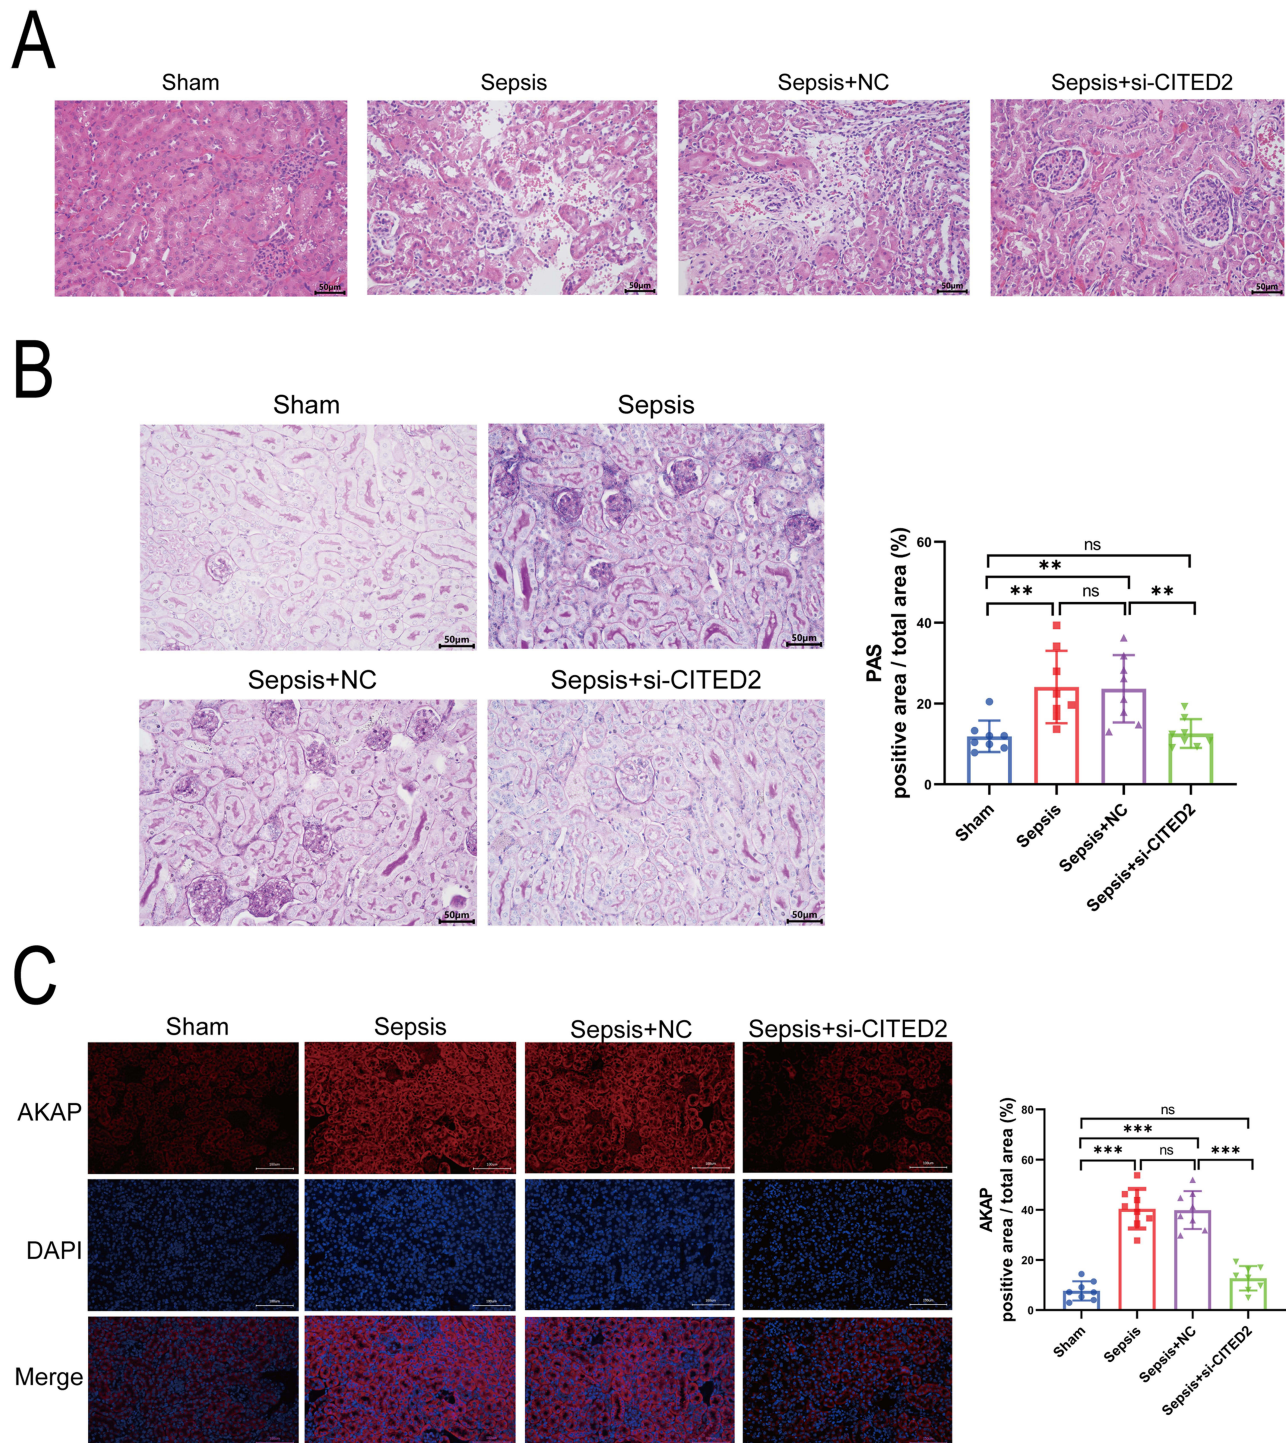 A
Sham
Sepsis
Sepsis+NC
Sepsis+si-CITED2
50μm
50μm
50μm
50μm
B
Sham
Sepsis
50μm
50μm
Sepsis+NC
Sepsis+si-CITED2
50μm
50μm
PAS
positive area / total area (%)
60
40
20
0
ns
**
**
ns
**
Sham
Sepsis
Sepsis+NC
Sepsis+si-CITED2
C
Sham
Sepsis
Sepsis+NC
Sepsis+si-CITED2
AKAP
DAPI
Merge
AKAP
positive area / total area (%)
80
60
40
20
0
ns
***
***
ns
***
Sham
Sepsis
Sepsis+NC
Sepsis+si-CITED2